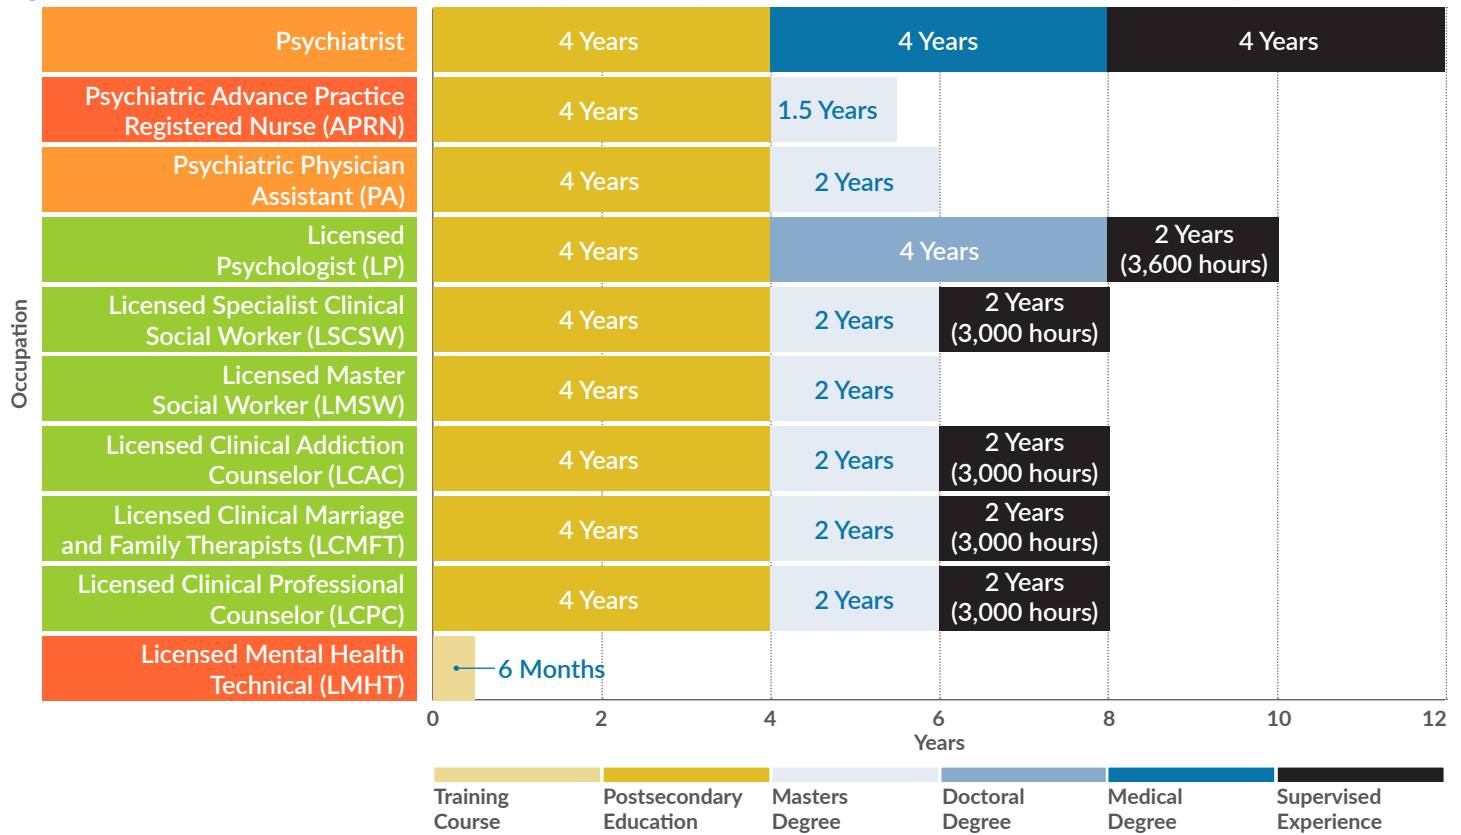 Psychiatrist
4 Years
4 Years
4 Years
Psychiatric Advance Practice
Registered Nurse (APRN)
4 Years
1.5 Years
Psychiatric Physician
Assistant (PA)
4 Years
2 Years
Licensed
Psychologist (LP)
4 Years
4 Years
2 Years
(3,600 hours)
Licensed Specialist Clinical
Social Worker (LSCSW)
4 Years
2 Years
2 Years
(3,000 hours)
Licensed Master
Social Worker (LMSW)
4 Years
2 Years
Licensed Clinical Addiction
Counselor (LCAC)
4 Years
2 Years
2 Years
(3,000 hours)
Licensed Clinical Marriage
and Family Therapists (LCMFT)
4 Years
2 Years
2 Years
(3,000 hours)
Licensed Clinical Professional
Counselor (LCPC)
4 Years
2 Years
2 Years
(3,000 hours)
Licensed Mental Health
Technical (LMHT)
6 Months
Occupation
0 2 4 6 8 10 12
Years
Training
Course
Postsecondary
Education
Masters
Degree
Doctoral
Degree
Medical
Degree
Supervised
Experience